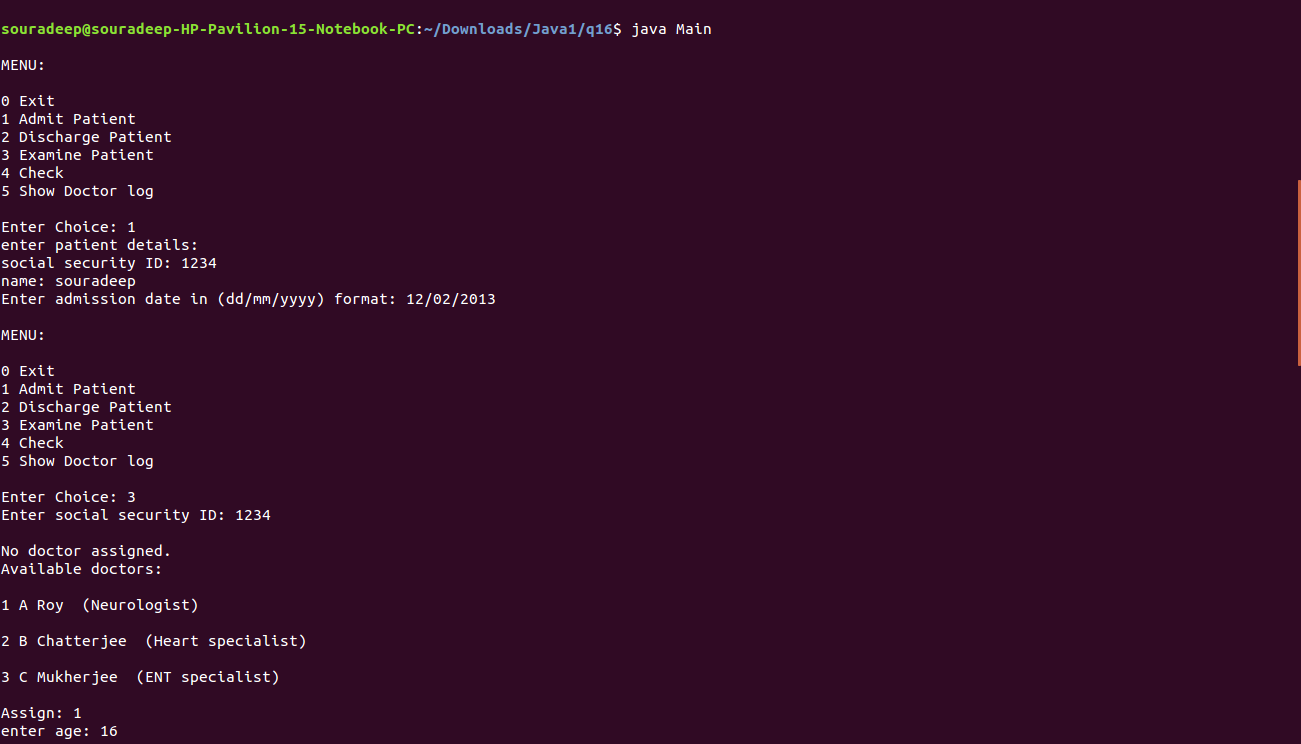 souradeep@souradeep-HP-Pavilion-15-Notebook-PC:~/Downloads/Java1/q16$ java Main
MENU:
0 Exit
1 Admit Patient
2 Discharge Patient
3 Examine Patient
4 Check
5 Show Doctor log
Enter Choice: 1
enter patient details:
social security ID: 1234
name: souradeep
Enter admission date in (dd/mm/yyyy) format: 12/02/2013
MENU:
0 Exit
1 Admit Patient
2 Discharge Patient
3 Examine Patient
4 Check
5 Show Doctor log
Enter Choice: 3
Enter social security ID: 1234
No doctor assigned.
Available doctors:
1 A Roy  (Neurologist)
2 B Chatterjee  (Heart specialist)
3 C Mukherjee  (ENT specialist)
Assign: 1
enter age: 16